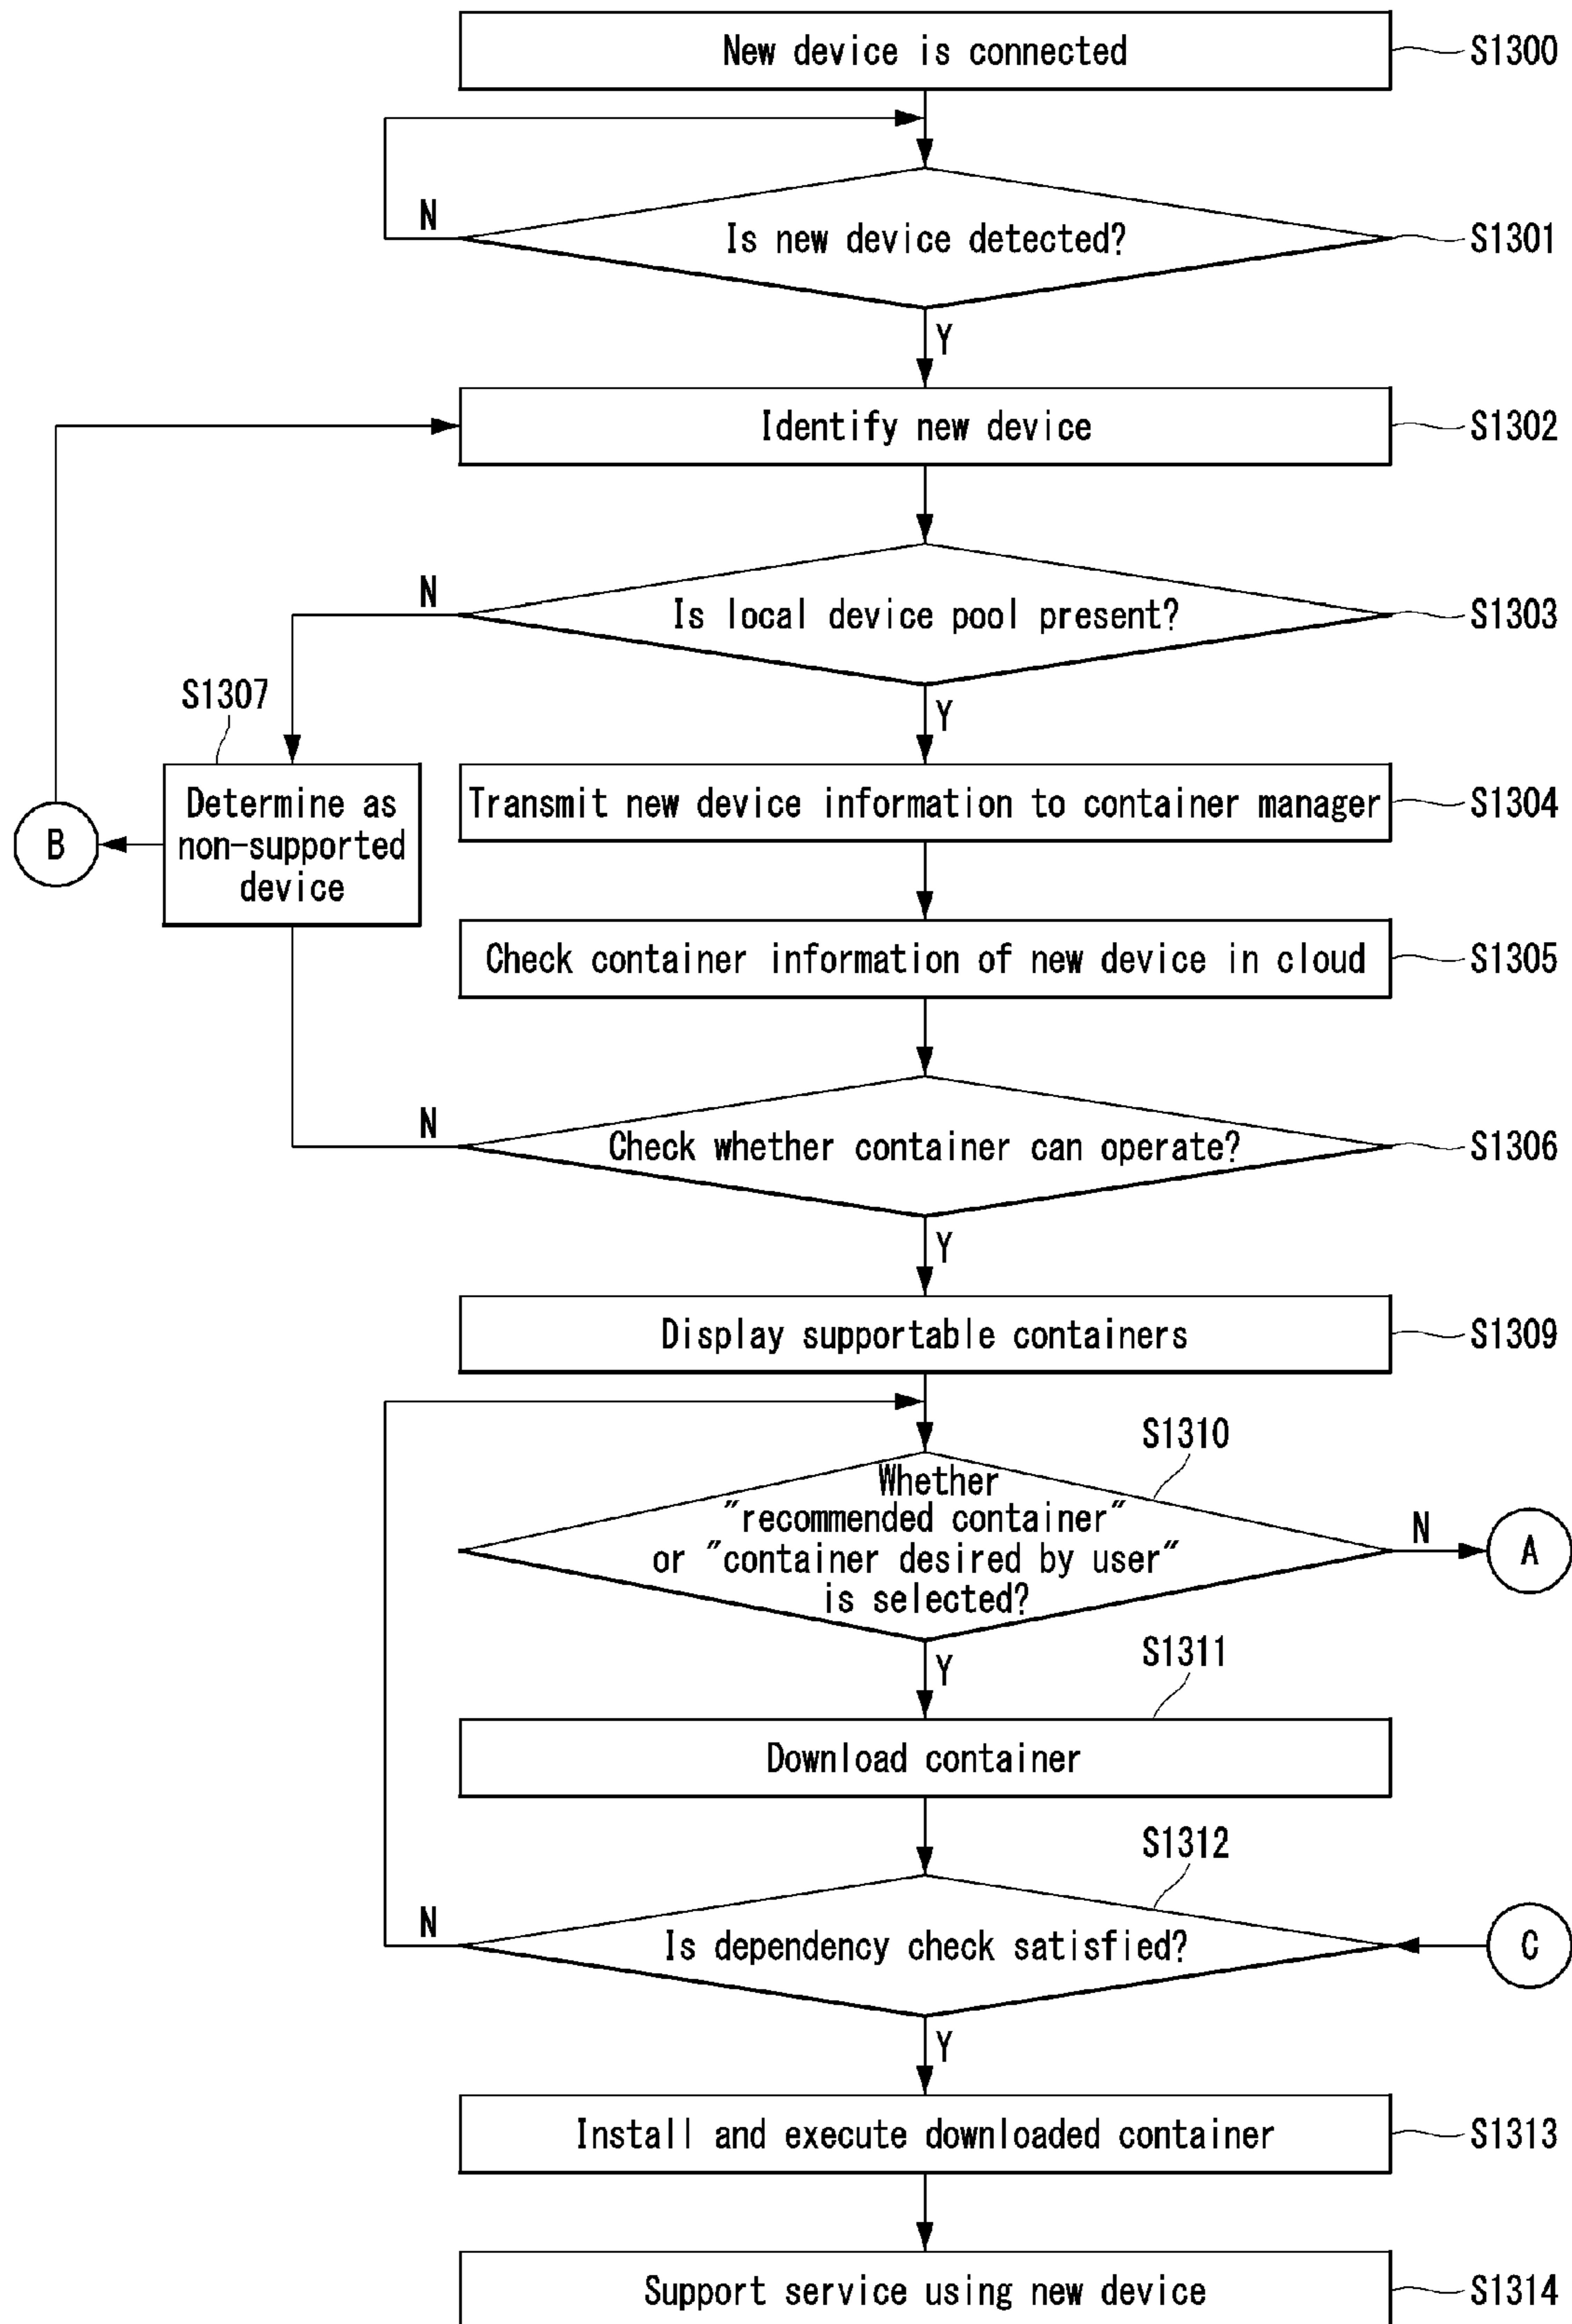 New device is connected
S1300
N
Is new device detected?
S1301
Y
Identify new device
S1302
N
Is local device pool present?
S1303
S1307
Y
Determine as
non-supported
device
B
Transmit new device information to container manager
S1304
Check container information of new device in cloud
S1305
N
Check whether container can operate?
S1306
Y
Display supportable containers
S1309
S1310
Whether
"recommended container"
or "container desired by user"
is selected?
N
A
Y
S1311
Download container
S1312
N
Is dependency check satisfied?
C
Y
Install and execute downloaded container
S1313
Support service using new device
S1314